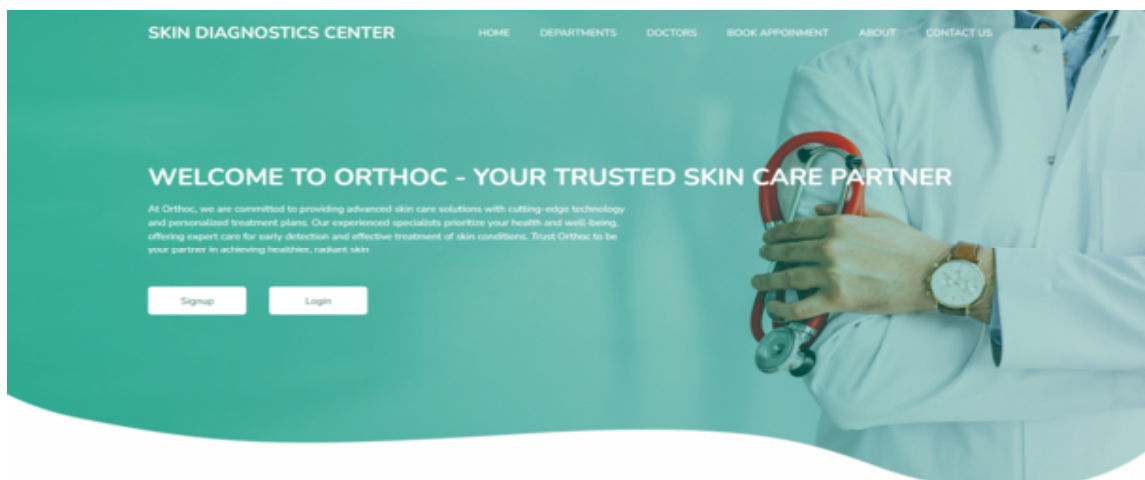 SKIN DIAGNOSTICS CENTER
HOME DEPARTMENTS DOCTORS BOOK APPOINMENT ABOUT CONTACT US
WELCOME TO ORTHOC - YOUR TRUSTED SKIN CARE PARTNER
At Orthoc, we are committed to providing advanced skin care solutions with cutting-edge technology
and personalized treatment plans. Our experienced specialists prioritize your health and well-being,
offering expert care for early detection and effective treatment of skin conditions. Trust Orthoc to be
your partner in achieving healthier, radiant skin
Signup Login